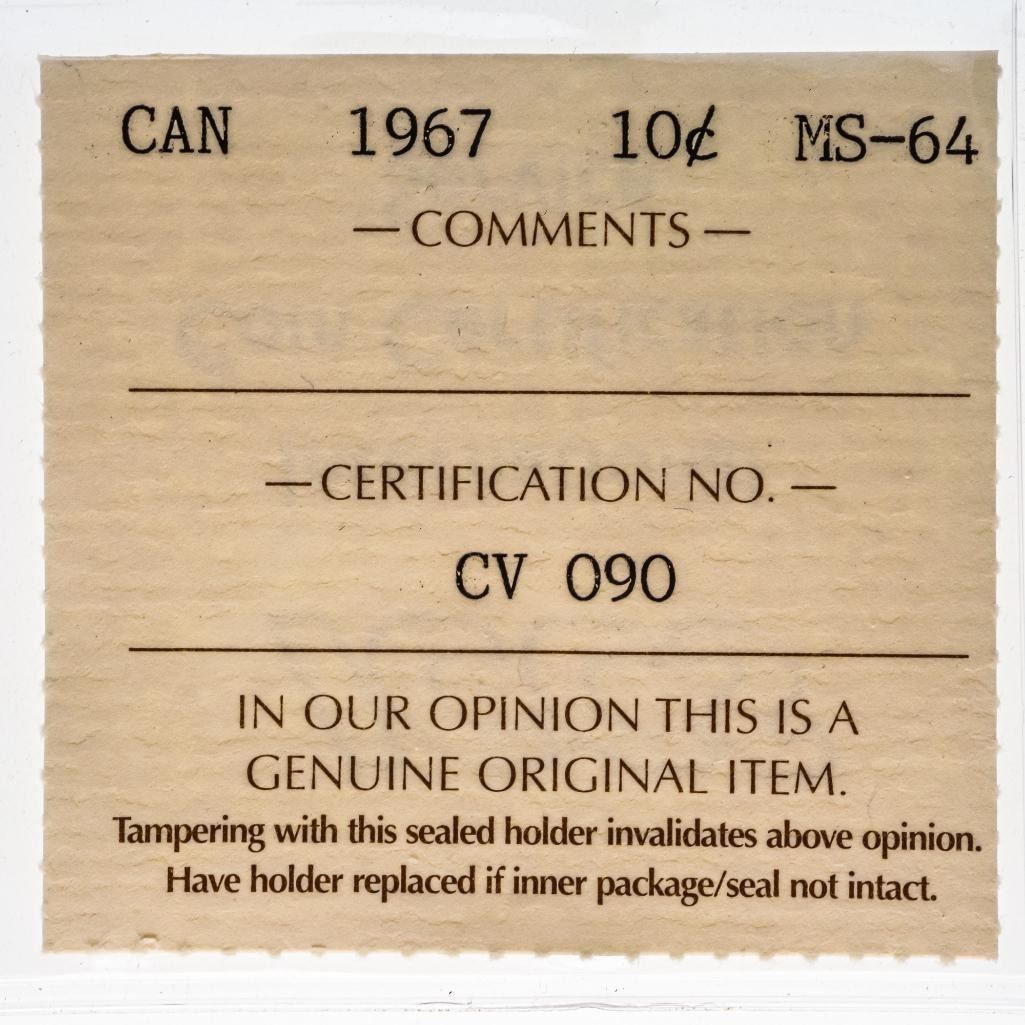 CAN 1967 10¢ MS-64
— COMMENTS —
— CERTIFICATION NO. —
CV 090
IN OUR OPINION THIS IS A
GENUINE ORIGINAL ITEM.
Tampering with this sealed holder invalidates above opinion.
Have holder replaced if inner package/seal not intact.